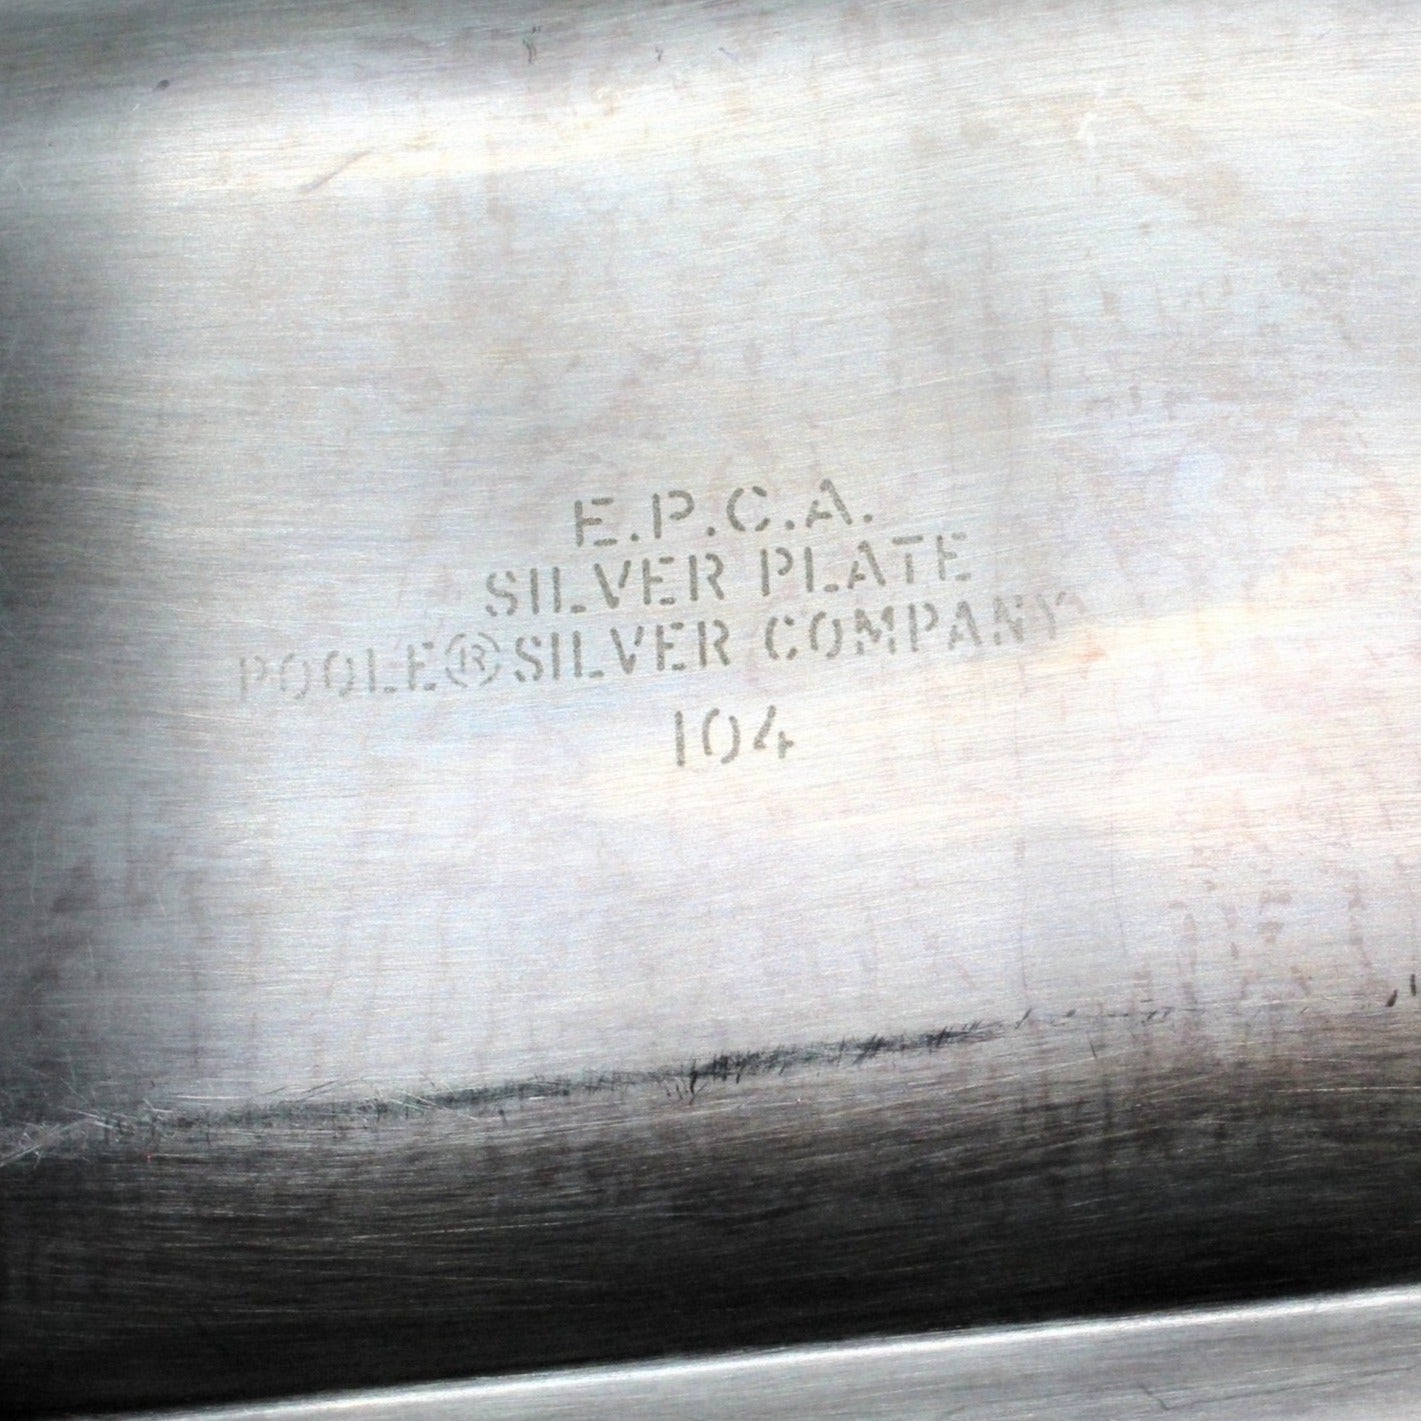 E.P.C.A.
SILVER PLATE
POOLE®SILVER COMPANY
104